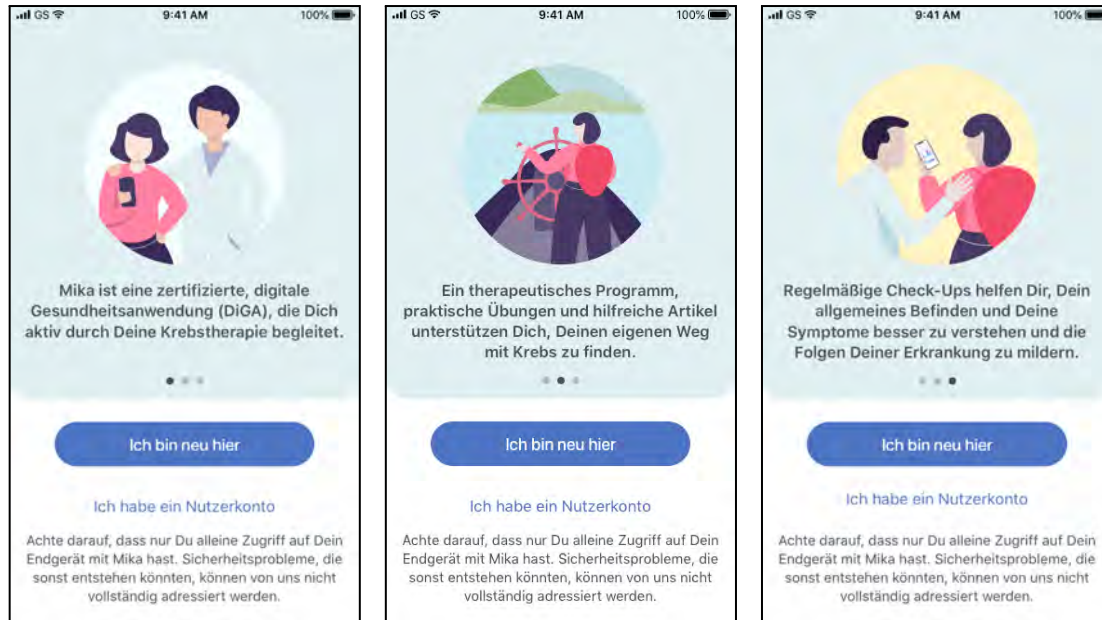 GS 9:41 AM 100%
Mika ist eine zertifizierte, digitale
Gesundheitsanwendung (DiGA), die Dich
aktiv durch Deine Krebstherapie begleitet.
Ich bin neu hier
Ich habe ein Nutzerkonto
Achte darauf, dass nur Du alleine Zugriff auf Dein
Endgerät mit Mika hast. Sicherheitsprobleme, die
sonst entstehen könnten, können von uns nicht
vollständig adressiert werden.
GS 9:41 AM 100%
Ein therapeutisches Programm,
praktische Übungen und hilfreiche Artikel
unterstützen Dich, Deinen eigenen Weg
mit Krebs zu finden.
Ich bin neu hier
Ich habe ein Nutzerkonto
Achte darauf, dass nur Du alleine Zugriff auf Dein
Endgerät mit Mika hast. Sicherheitsprobleme, die
sonst entstehen könnten, können von uns nicht
vollständig adressiert werden.
GS 9:41 AM 100%
Regelmäßige Check-Ups helfen Dir, Dein
allgemeines Befinden und Deine
Symptome besser zu verstehen und die
Folgen Deiner Erkrankung zu mildern.
Ich bin neu hier
Ich habe ein Nutzerkonto
Achte darauf, dass nur Du alleine Zugriff auf Dein
Endgerät mit Mika hast. Sicherheitsprobleme, die
sonst entstehen könnten, können von uns nicht
vollständig adressiert werden.